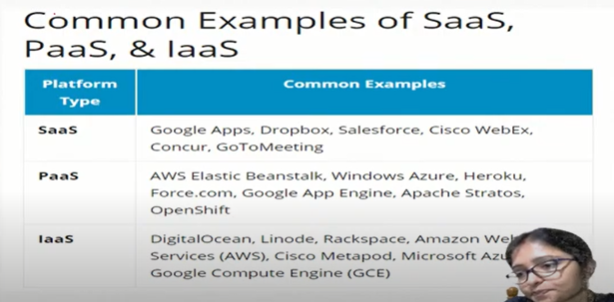 Common Examples of SaaS,
PaaS, & IaaS
Platform Type
Common Examples
SaaS
Google Apps, Dropbox, Salesforce, Cisco WebEx,
Concur, GoToMeeting
PaaS
AWS Elastic Beanstalk, Windows Azure, Heroku,
Force.com, Google App Engine, Apache Stratos,
OpenShift
IaaS
DigitalOcean, Linode, Rackspace, Amazon We
Services (AWS), Cisco Metapod, Microsoft Azu
Google Compute Engine (GCE)